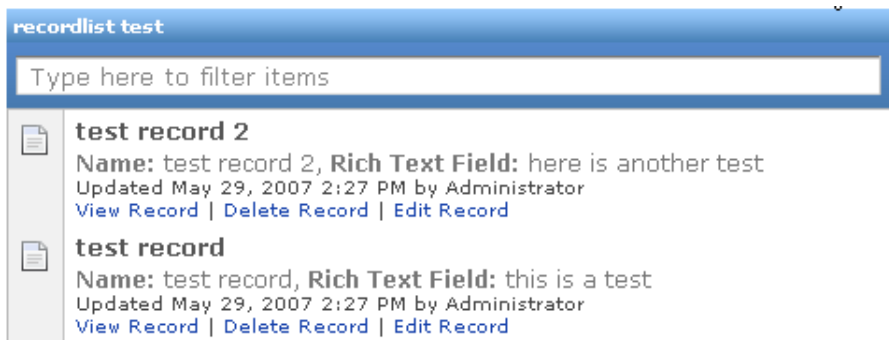 recordlist test
Type here to filter items
test record 2
Name: test record 2, Rich Text Field: here is another test
Updated May 29, 2007 2:27 PM by Administrator
View Record | Delete Record | Edit Record
test record
Name: test record, Rich Text Field: this is a test
Updated May 29, 2007 2:27 PM by Administrator
View Record | Delete Record | Edit Record